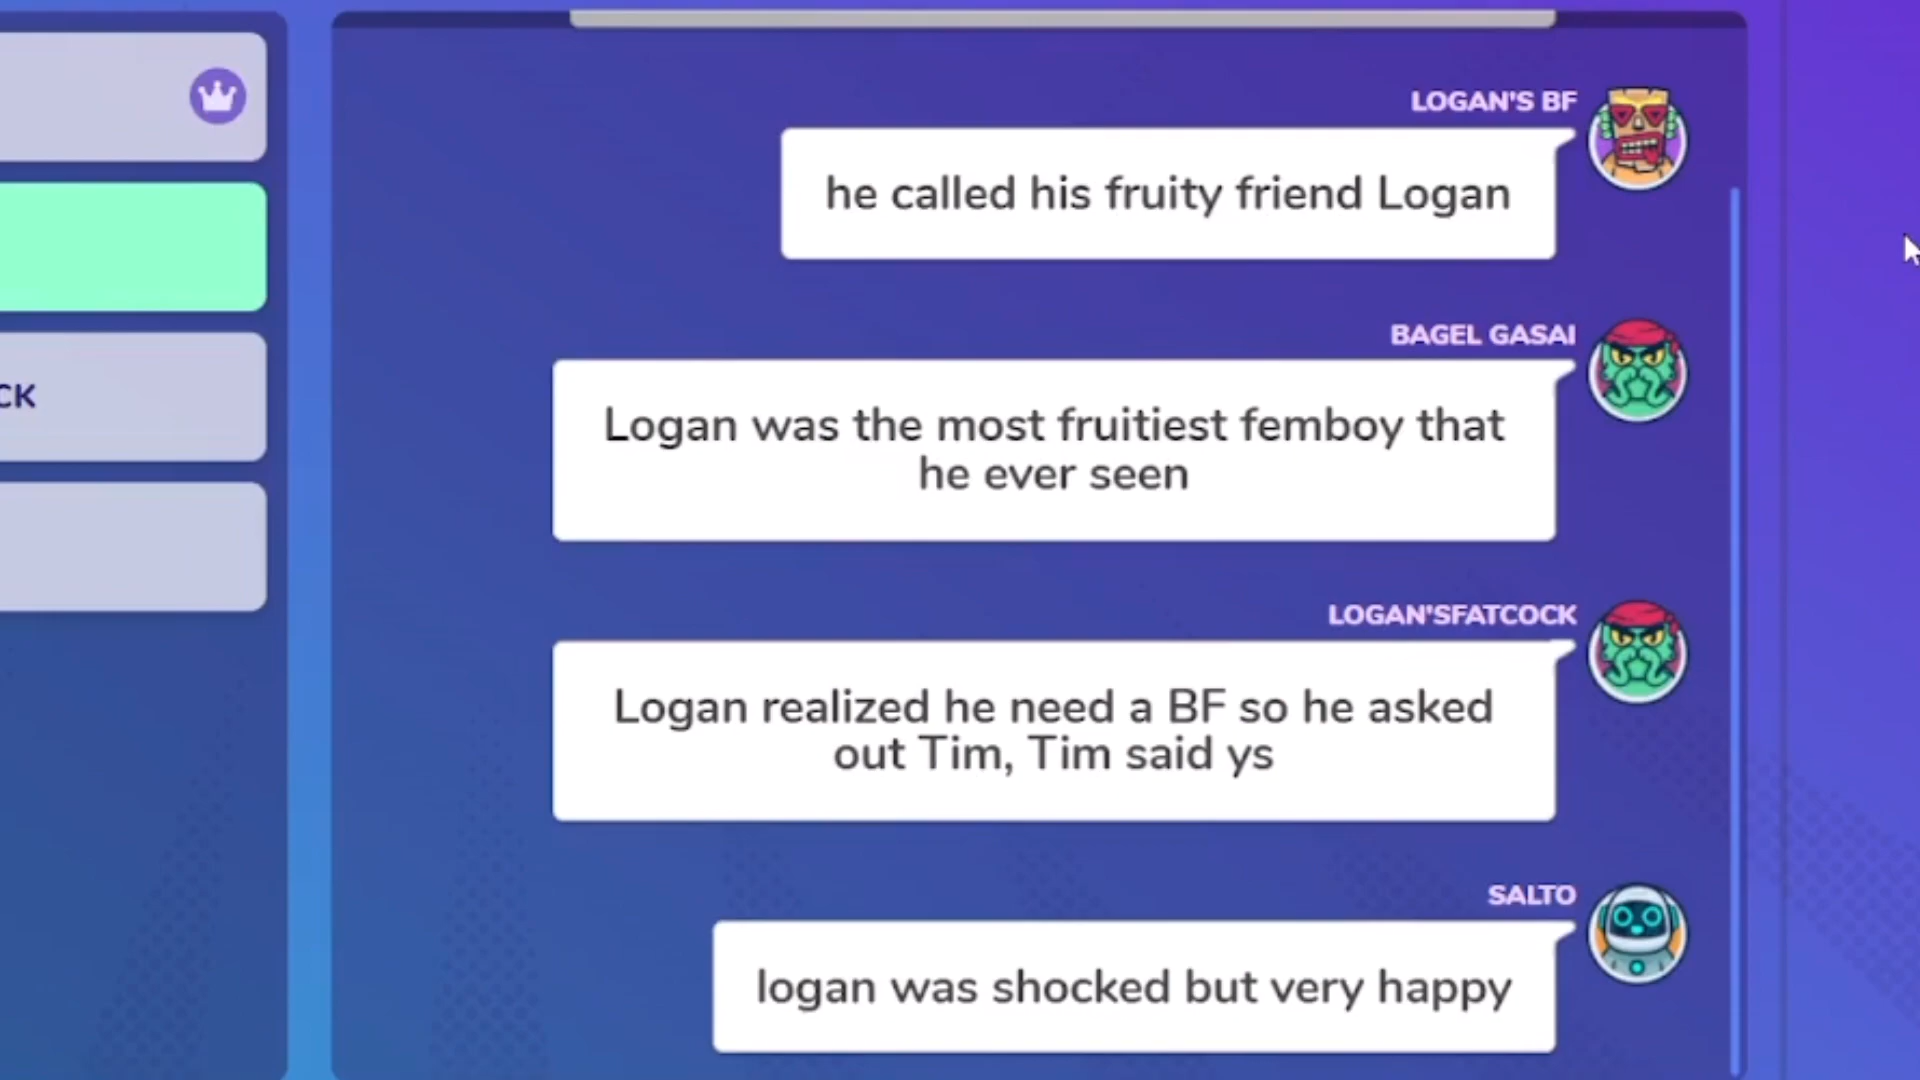 LOGAN'S BF
he called his fruity friend Logan
BAGEL GASAI
Logan was the most fruitiest femboy that
he ever seen
CK
LOGAN'SFATCOCK
Logan realized he need a BF so he asked
out Tim, Tim said ys
SALTO
logan was shocked but very happy